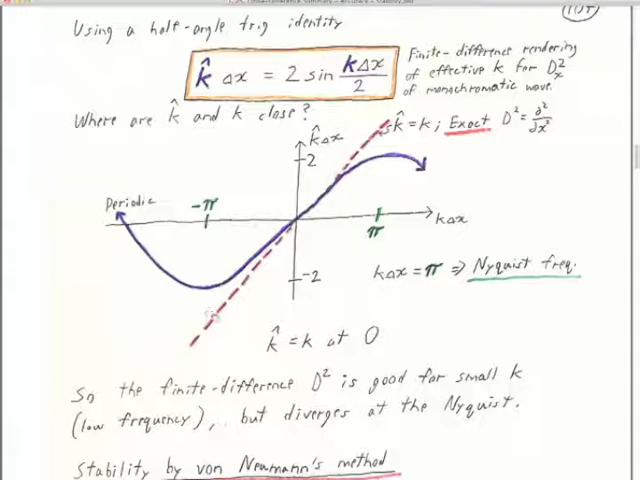 Using a half-angle trig identity
k̂ Δx = 2 sin kΔx/2
Finite-difference rendering
of effective k for D²ₓ
of monochromatic wave.
Where are k̂ and k close?
k̂ = k ; Exact D² = ∂²/∂x²
k̂Δx
2
Periodic
-π
π
kΔx
-2
kΔx = π ⇒ Nyquist freq.
k̂ = k at 0
So the finite-difference D² is good for small k
(low frequency), but diverges at the Nyquist.
Stability by von Neumann's method